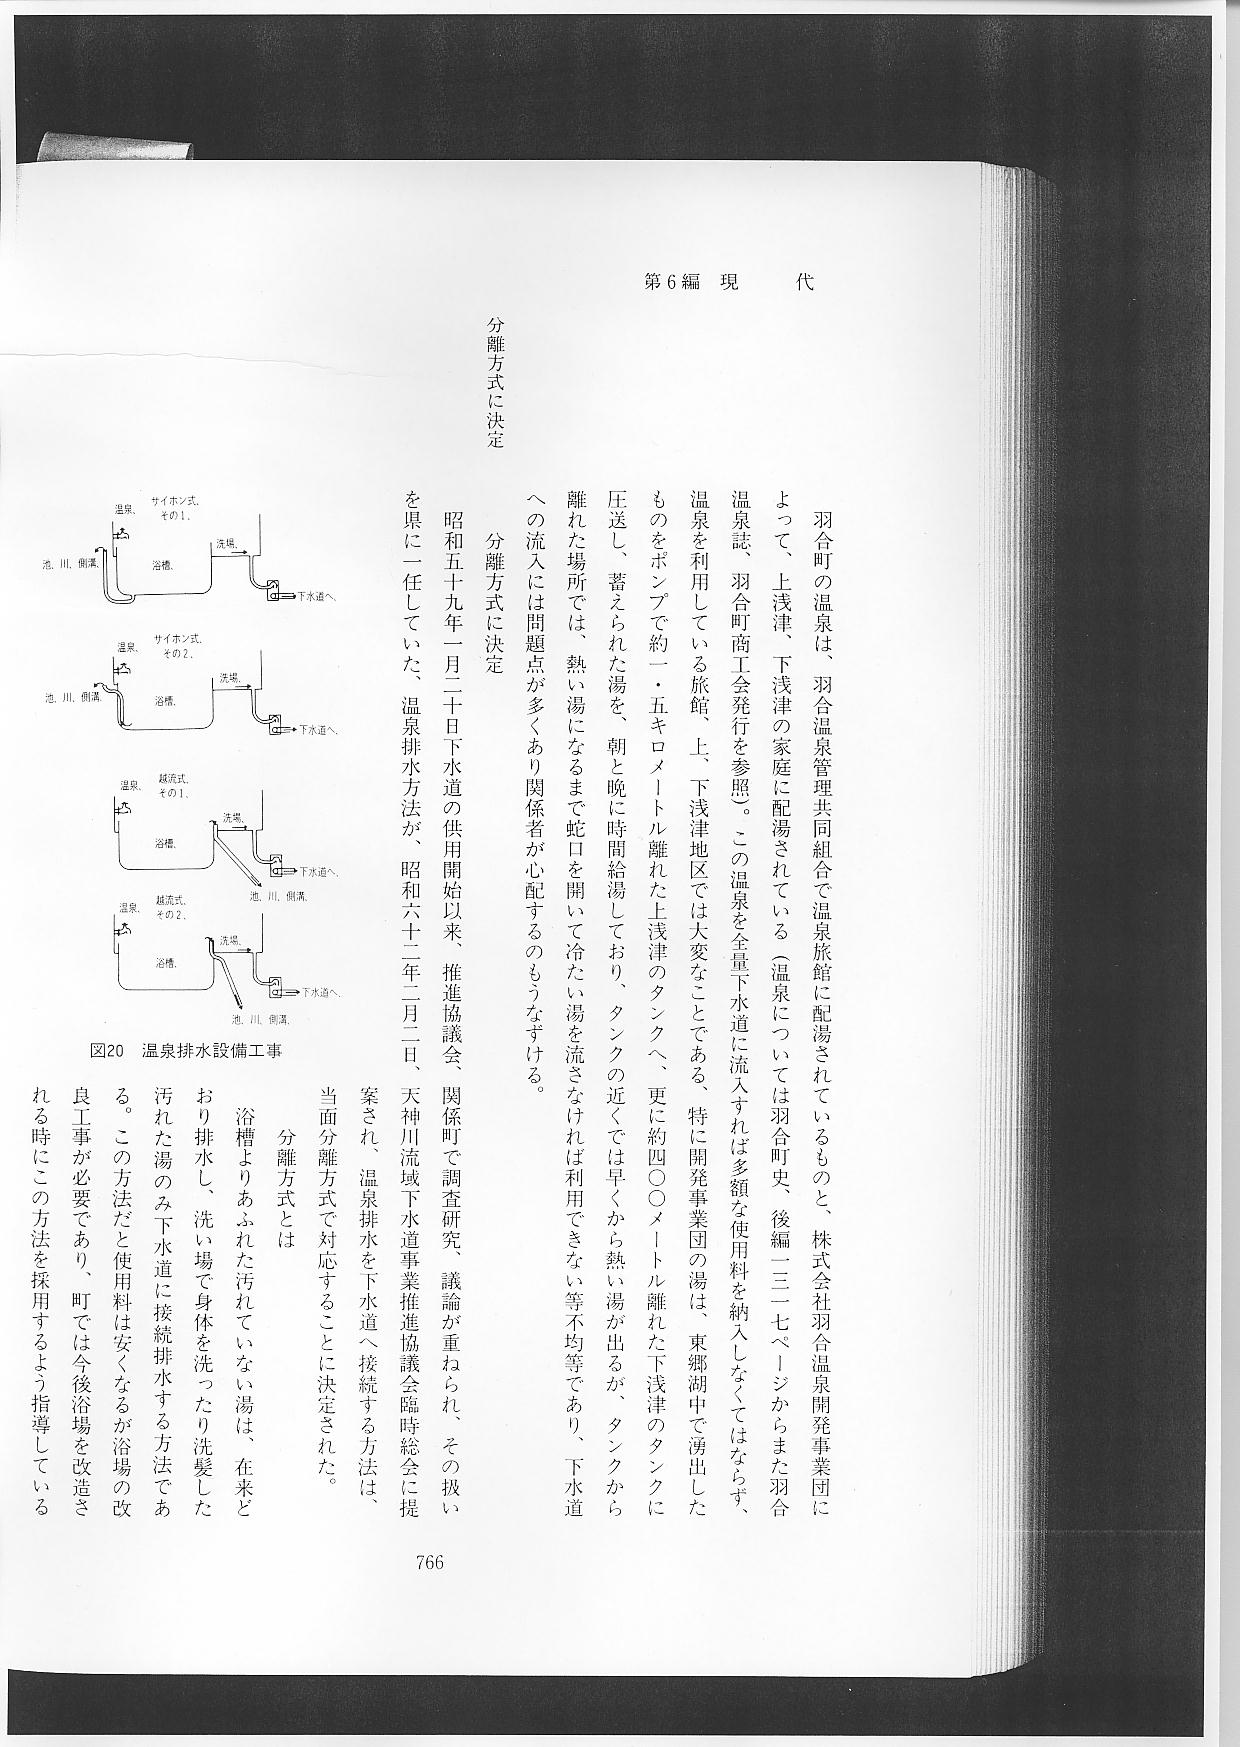 第6編 現 代
分離方式に決定
羽合町の温泉は、羽合温泉管理共同組合で温泉旅館に配湯されているものと、株式会社羽合温泉開発事業団に
よって、上浅津、下浅津の家庭に配湯されている（温泉については羽合町史、後編一三一七ページからまた羽合
温泉誌、羽合町商工会発行を参照）。この温泉を全量下水道に流入すれば多額な使用料を納入しなくてはならず、
温泉を利用している旅館、上、下浅津地区では大変なことである、特に開発事業団の湯は、東郷湖中で湧出した
ものをポンプで約一・五キロメートル離れた上浅津のタンクへ、更に約四〇〇メートル離れた下浅津のタンクに
圧送し、蓄えられた湯を、朝と晩に時間給湯しており、タンクの近くでは早くから熱い湯が出るが、タンクから
離れた場所では、熱い湯になるまで蛇口を開いて冷たい湯を流さなければ利用できない等不均等であり、下水道
への流入には問題点が多くあり関係者が心配するのもうなずける。
分離方式に決定
昭和五十九年一月二十日下水道の供用開始以来、推進協議会、関係町で調査研究、議論が重ねられ、その扱い
を県に一任していた、温泉排水方法が、昭和六十二年二月二日、天神川流域下水道事業推進協議会臨時総会に提
案され、温泉排水を下水道へ接続する方法は、
当面分離方式で対応することに決定された。
分離方式とは
浴槽よりあふれた汚れていない湯は、在来ど
おり排水し、洗い場で身体を洗ったり洗髪した
汚れた湯のみ下水道に接続排水する方法であ
る。この方法だと使用料は安くなるが浴場の改
良工事が必要であり、町では今後浴場を改造さ
れる時にこの方法を採用するよう指導している
サイホン式、
その1、
温泉、
洗場、
池、川、側溝、
浴槽、
下水道へ、
サイホン式、
その2、
温泉、
洗場、
池、川、側溝、
浴槽、
下水道へ、
越流式、
その1、
温泉、
洗場、
浴槽、
下水道へ、
池、川、側溝、
越流式、
その2、
温泉、
洗場、
浴槽、
下水道へ、
池、川、側溝、
図20 温泉排水設備工事
766